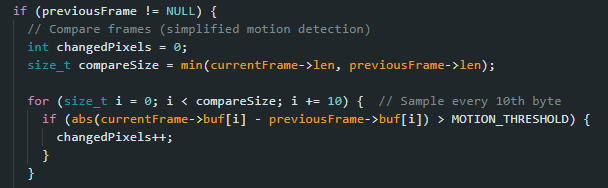 if (previousFrame != NULL) {
// Compare frames (simplified motion detection)
int changedPixels = 0;
size_t compareSize = min(currentFrame->len, previousFrame->len);
for (size_t i = 0; i < compareSize; i += 10) {  // Sample every 10th byte
if (abs(currentFrame->buf[i] - previousFrame->buf[i]) > MOTION_THRESHOLD) {
changedPixels++;
}
}